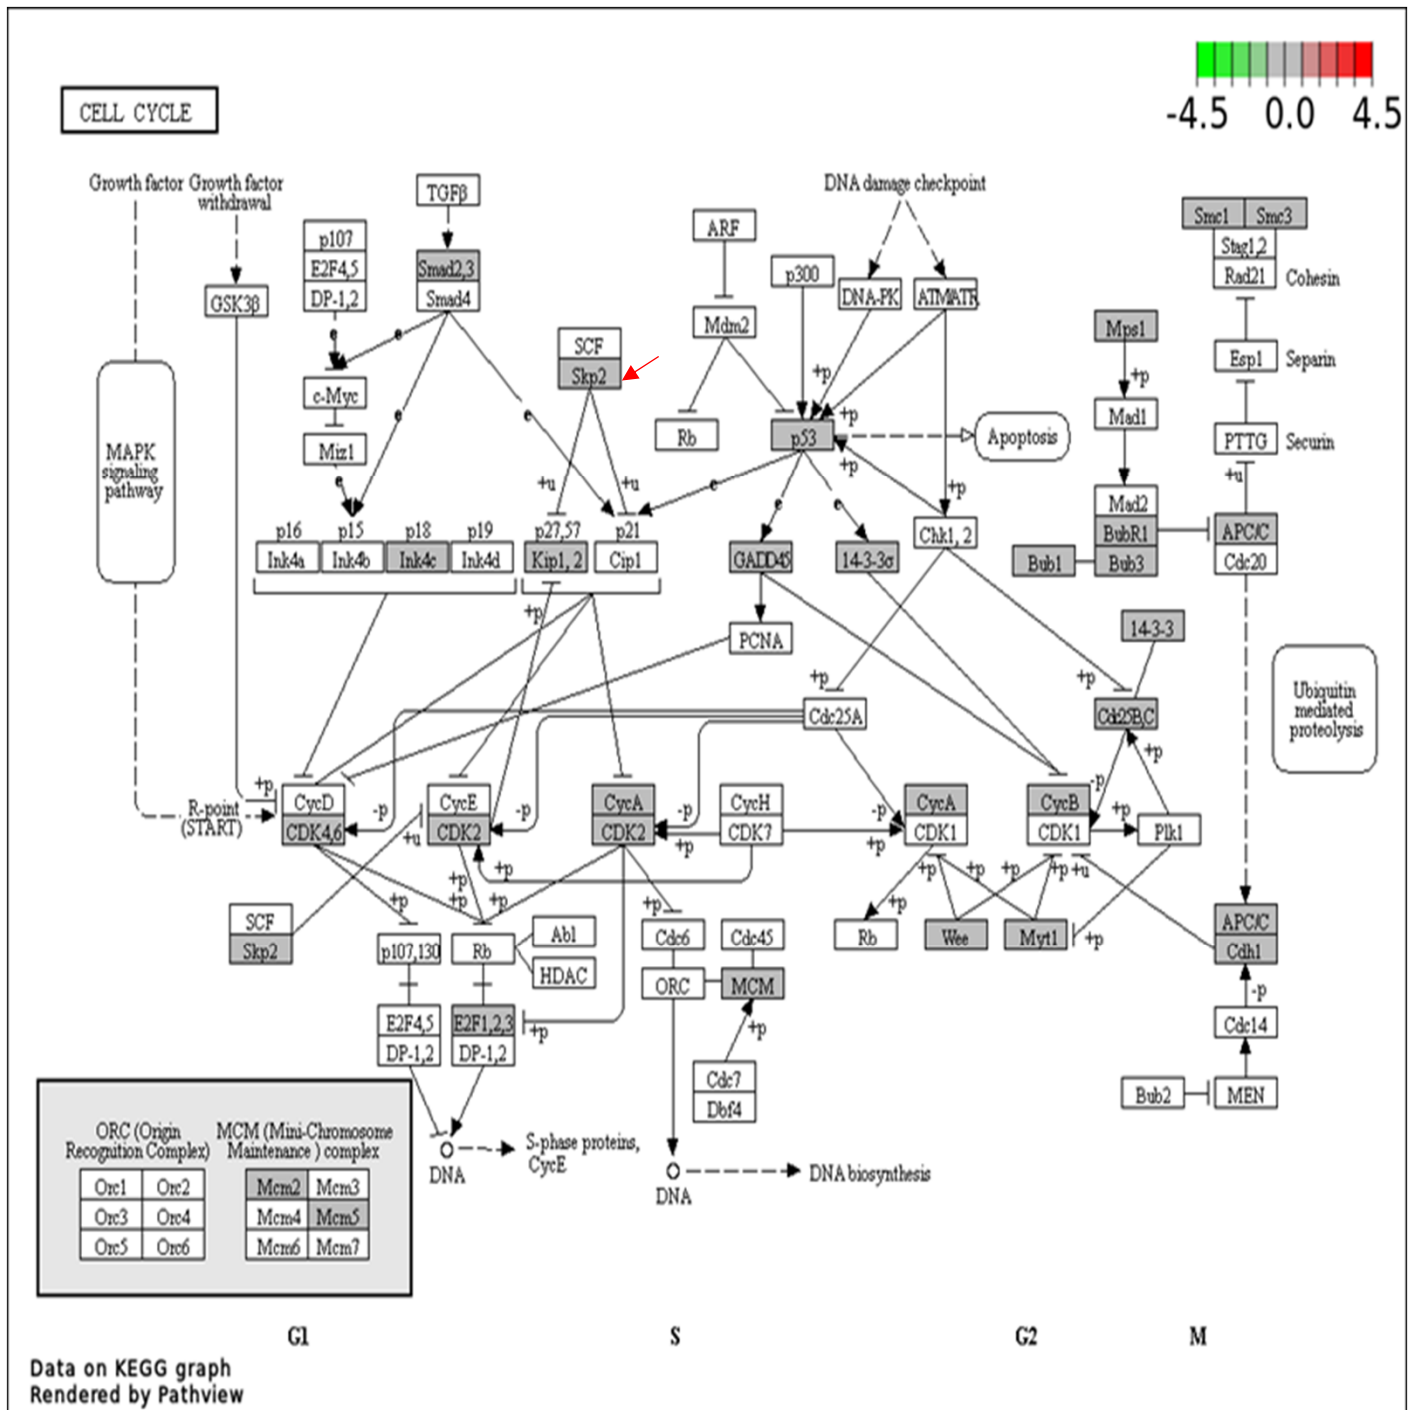 -4.5 0.0 4.5
CELL CYCLE
Growth factor
Growth factor
withdrawal
TGFβ
DNA damage checkpoint
ARF
p107
E2F4,5
DP-1,2
Smad2,3
Smad4
GSK3β
p300
DNA-PK
ATM/ATR
Smc1
Smc3
Stag1,2
Rad21
Cohesin
Mdm2
SCF
Skp2
Mps1
+p
Esp1
Separin
e
e
e
e
c-Myc
Miz1
e
Rb
p53
+p
+p
+p
Apoptosis
Mad1
PTTG
Securin
+u
MAPK
signaling
pathway
+u
+u
e
e
e
+p
Mad2
BubR1
Bub3
Bub1
APC/C
Cdc20
p16
Ink4a
p15
Ink4b
p18
Ink4c
p19
Ink4d
p27,57
Kip1, 2
p21
Cip1
GADD45
14-3-3σ
Chk1, 2
+p
PCNA
14-3-3
+p
+p
Cdc25A
Cdc25B,C
Ubiquitin
mediated
proteolysis
R-point
(START)
+p
CycD
CDK4,6
-p
CycE
CDK2
-p
+u
CycA
CDK2
-p
+p
CycH
CDK7
+p
-p
CycA
CDK1
CycB
CDK1
-p
+p
+p
Plk1
+p
+p
+p
+p
+p
+p
+p
+p
+p
+p
+u
+p
SCF
Skp2
p107,130
Rb
Abl
HDAC
Cdc6
ORC
Cdc45
MCM
+p
Rb
Wee
Myt1
APC/C
Cdh1
-p
E2F4,5
DP-1,2
E2F1,2,3
DP-1,2
+p
Cdc7
Dbf4
Cdc14
Bub2
MEN
DNA
S-phase proteins,
CycE
DNA
DNA biosynthesis
ORC (Origin
Recognition Complex)
MCM (Mini-Chromosome
Maintenance ) complex
Orc1 Orc2
Orc3 Orc4
Orc5 Orc6
Mcm2 Mcm3
Mcm4 Mcm5
Mcm6 Mcm7
G1 S G2 M
Data on KEGG graph
Rendered by Pathview